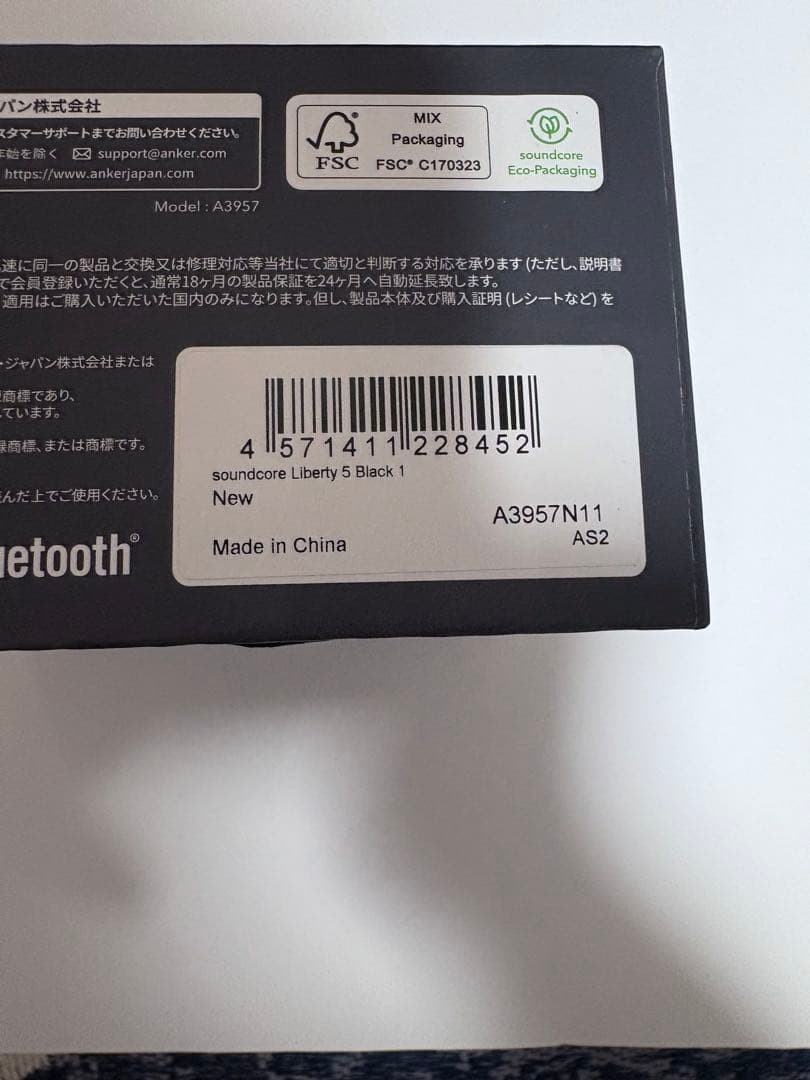 パン株式会社
スタマーサポートまでお問い合わせください。
年始を除く support@anker.com
https://www.ankerjapan.com
Model : A3957
FSC®
MIX
Packaging
FSC® C170323
soundcore
Eco-Packaging
速に同一の製品と交換又は修理対応等当社にて適切と判断する対応を承ります (ただし、説明書
で会員登録いただくと、通常18ヶ月の製品保証を24ヶ月へ自動延長致します。
適用はご購入いただいた国内のみになります。但し、製品本体及び購入証明 (レシートなど) を
・ジャパン株式会社または
商標であり、
ています。
録商標、または商標です。
んだ上でご使用ください。
uetooth®
4 571411 228452
soundcore Liberty 5 Black 1
New
A3957N11
AS2
Made in China